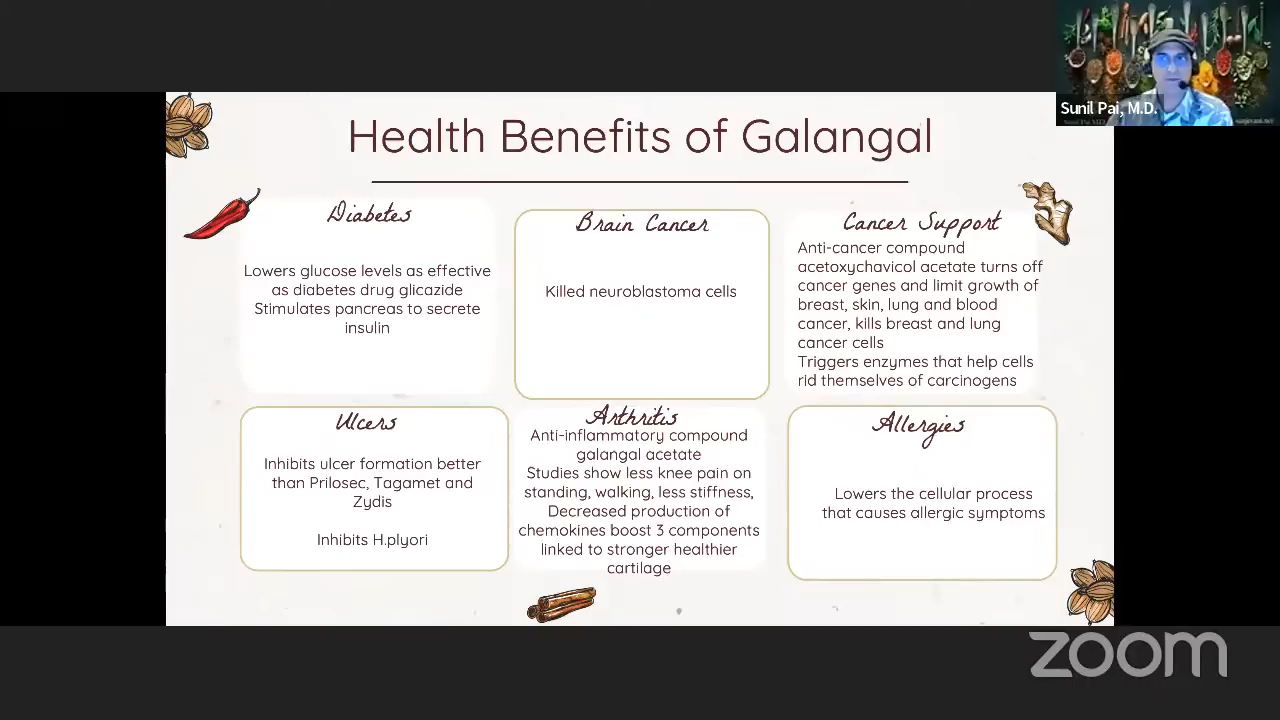 Sunil Pai, M.D.
Health Benefits of Galangal
Diabetes
Lowers glucose levels as effective
as diabetes drug glicazide
Stimulates pancreas to secrete
insulin
Brain Cancer
Killed neuroblastoma cells
Cancer Support
Anti-cancer compound
acetoxychavicol acetate turns off
cancer genes and limit growth of
breast, skin, lung and blood
cancer, kills breast and lung
cancer cells
Triggers enzymes that help cells
rid themselves of carcinogens
Ulcers
Inhibits ulcer formation better
than Prilosec, Tagamet and
Zydis
Inhibits H.plyori
Arthritis
Anti-inflammatory compound
galangal acetate
Studies show less knee pain on
standing, walking, less stiffness,
Decreased production of
chemokines boost 3 components
linked to stronger healthier
cartilage
Allergies
Lowers the cellular process
that causes allergic symptoms
zoom